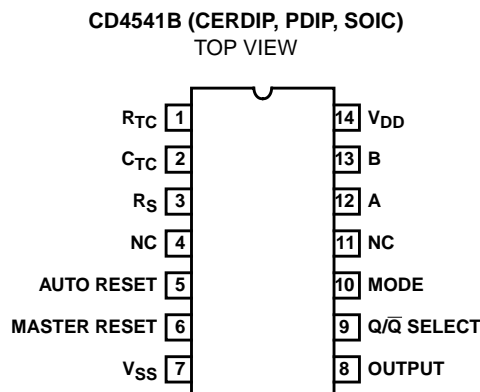 CD4541B (CERDIP, PDIP, SOIC)
TOP VIEW
RTC 1 14 VDD
CTC 2 13 B
RS 3 12 A
NC 4 11 NC
AUTO RESET 5 10 MODE
MASTER RESET 6 9 Q/Q̅ SELECT
VSS 7 8 OUTPUT